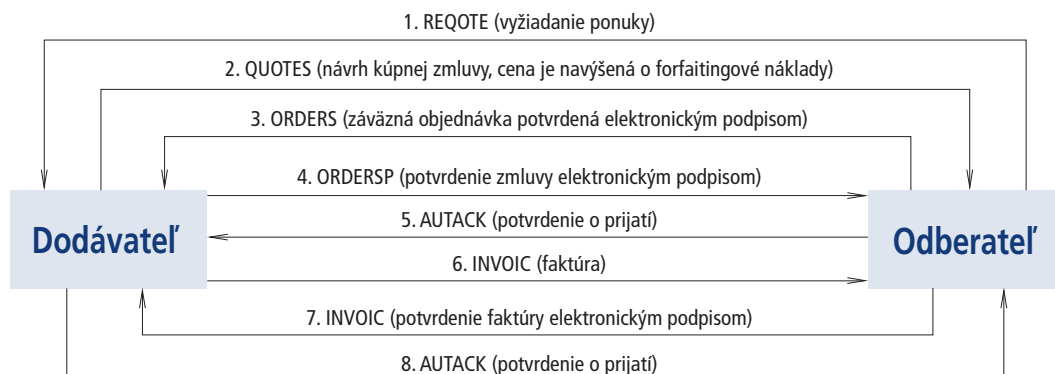 1. REQOTE (vyžiadanie ponuky)
2. QUOTES (návrh kúpnej zmluvy, cena je navýšená o forfaitingové náklady)
3. ORDERS (záväzná objednávka potvrdená elektronickým podpisom)
4. ORDERSP (potvrdenie zmluvy elektronickým podpisom)
5. AUTACK (potvrdenie o prijatí)
Dodávateľ
Odberateľ
6. INVOIC (faktúra)
7. INVOIC (potvrdenie faktúry elektronickým podpisom)
8. AUTACK (potvrdenie o prijatí)